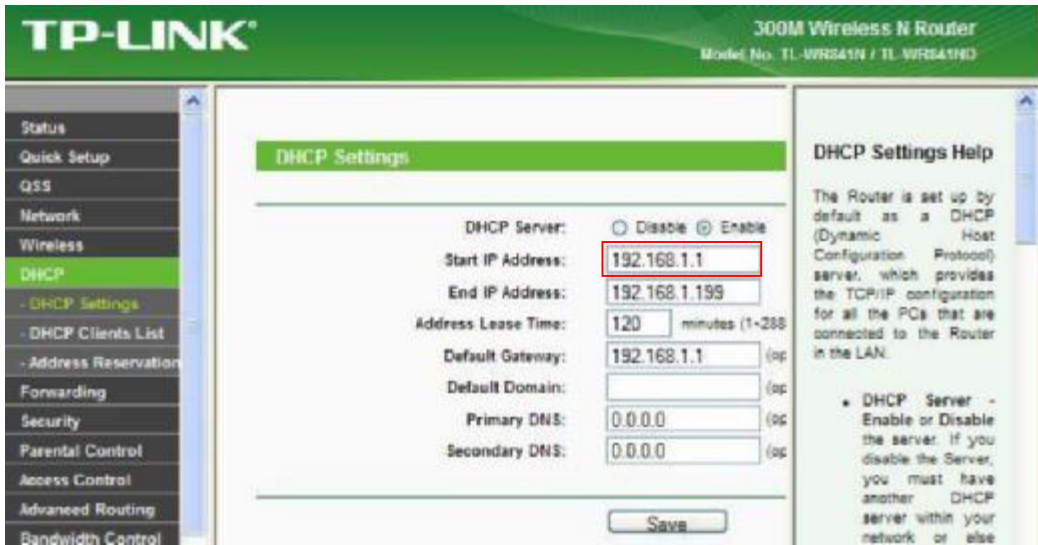 TP-LINK®
300M Wireless N Router
Model No. TL-WR841N / TL-WR841ND
Status
Quick Setup
QSS
Network
Wireless
DHCP
- DHCP Settings
- DHCP Clients List
- Address Reservation
Forwarding
Security
Parental Control
Access Control
Advanced Routing
Bandwidth Control
DHCP Settings
DHCP Server: Disable Enable
Start IP Address: 192.168.1.1
End IP Address: 192.168.1.199
Address Lease Time: 120 minutes (1~288
Default Gateway: 192.168.1.1 (op
Default Domain: (op
Primary DNS: 0.0.0.0 (op
Secondary DNS: 0.0.0.0 (op
Save
DHCP Settings Help
The Router is set up by
default as a DHCP
(Dynamic Host
Configuration Protocol)
server, which provides
the TCP/IP configuration
for all the PCs that are
connected to the Router
in the LAN.
• DHCP Server -
Enable or Disable
the server. If you
disable the Server,
you must have
another DHCP
server within your
network or else